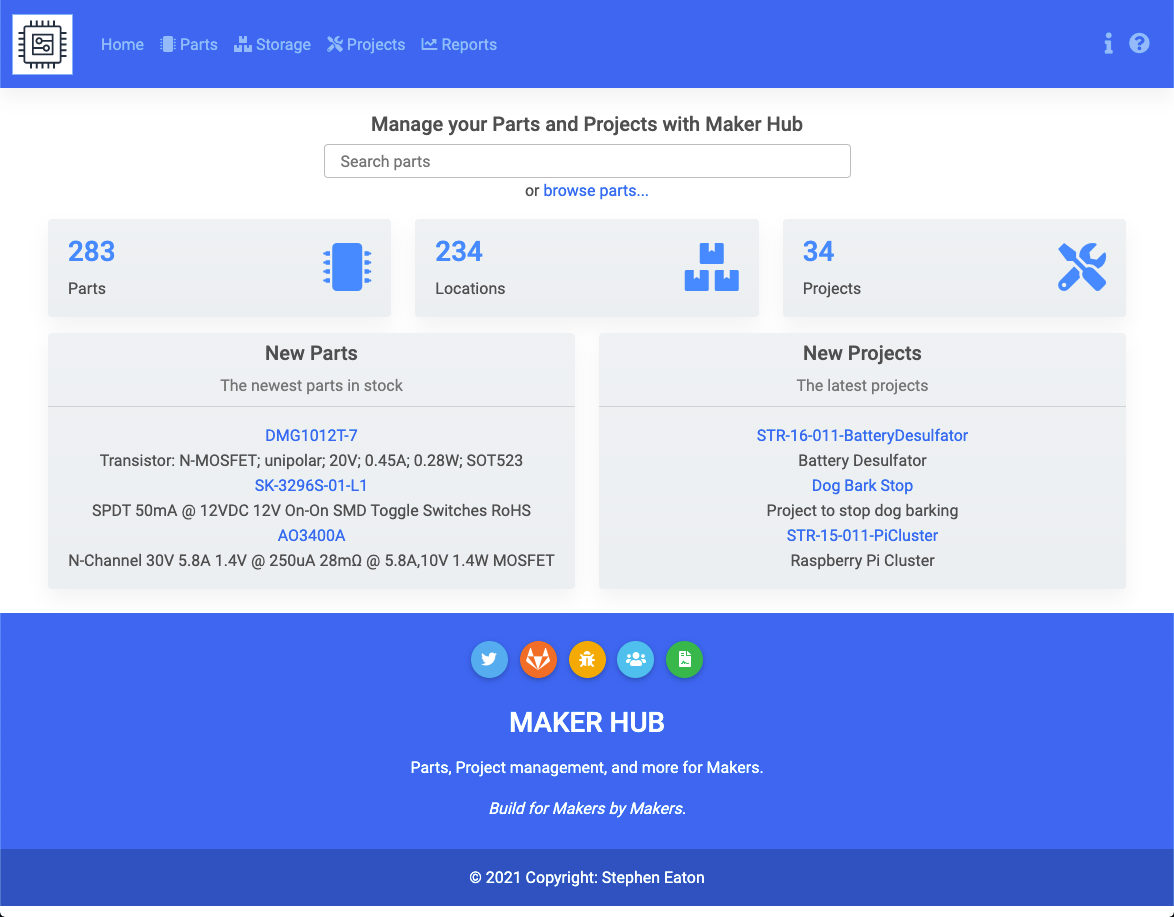 Home Parts Storage Projects Reports
Manage your Parts and Projects with Maker Hub
Search parts
or browse parts...
283
Parts
234
Locations
34
Projects
New Parts
The newest parts in stock
DMG1012T-7
Transistor: N-MOSFET; unipolar; 20V; 0.45A; 0.28W; SOT523
SK-3296S-01-L1
SPDT 50mA @ 12VDC 12V On-On SMD Toggle Switches RoHS
AO3400A
N-Channel 30V 5.8A 1.4V @ 250uA 28mΩ @ 5.8A,10V 1.4W MOSFET
New Projects
The latest projects
STR-16-011-BatteryDesulfator
Battery Desulfator
Dog Bark Stop
Project to stop dog barking
STR-15-011-PiCluster
Raspberry Pi Cluster
MAKER HUB
Parts, Project management, and more for Makers.
Build for Makers by Makers.
© 2021 Copyright: Stephen Eaton